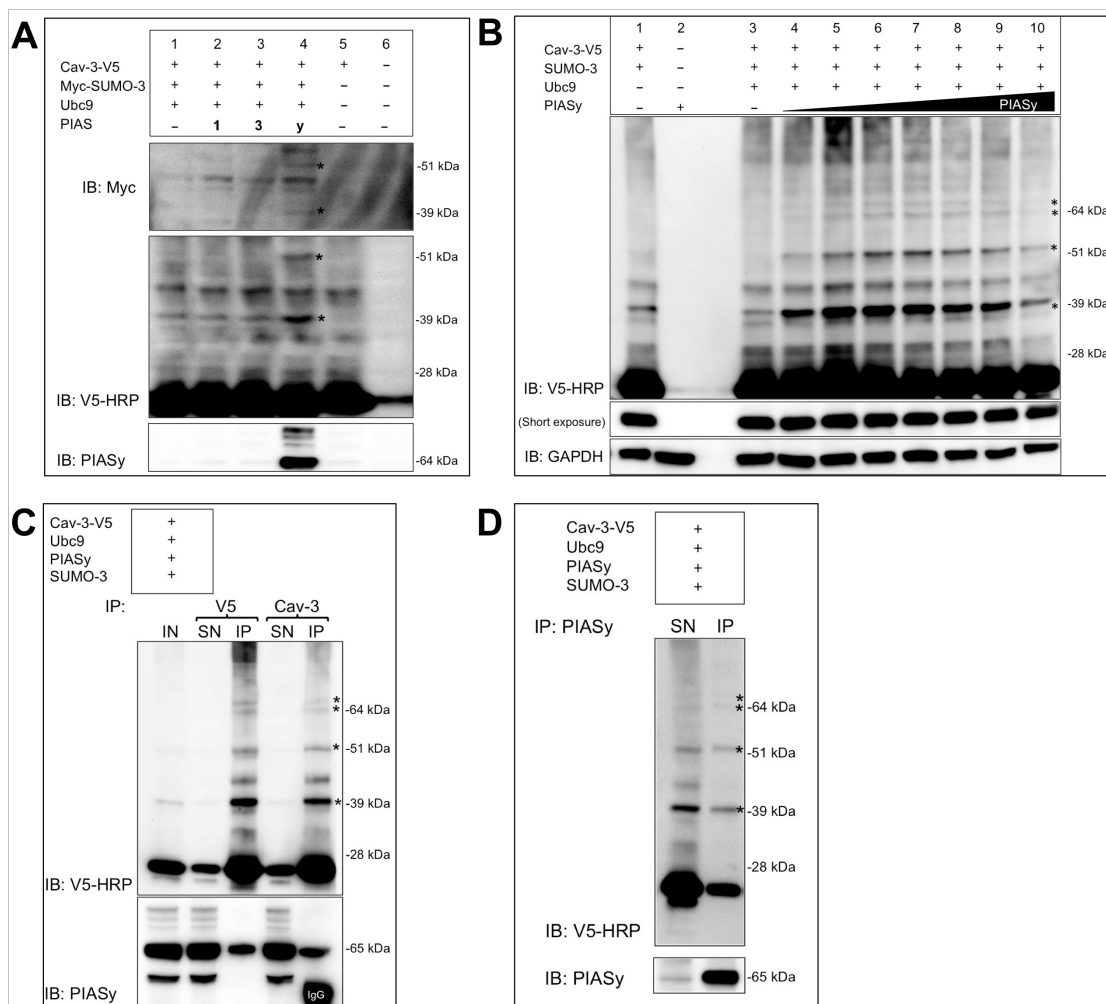 A
1 2 3 4 5 6
Cav-3-V5 + + + + + –
Myc-SUMO-3 + + + + – –
Ubc9 + + + + – –
PIAS – 1 3 y – –
IB: Myc
-51 kDa
*
-39 kDa
*
-51 kDa
*
-39 kDa
*
-28 kDa
IB: V5-HRP
IB: PIASy
-64 kDa
B
1 2 3 4 5 6 7 8 9 10
Cav-3-V5 + – + + + + + + + +
SUMO-3 + – + + + + + + + +
Ubc9 – – + + + + + + + +
PIASy – + – PIASy
*
-64 kDa
*
-51 kDa
*
-39 kDa
*
-28 kDa
IB: V5-HRP
(Short exposure)
IB: GAPDH
C
Cav-3-V5 +
Ubc9 +
PIASy +
SUMO-3 +
IP: V5 Cav-3
IN SN IP SN IP
*
*
-64 kDa
*
-51 kDa
*
-39 kDa
-28 kDa
IB: V5-HRP
-65 kDa
IB: PIASy
IgG
D
Cav-3-V5 +
Ubc9 +
PIASy +
SUMO-3 +
IP: PIASy SN IP
*
*
-64 kDa
*
-51 kDa
*
-39 kDa
-28 kDa
IB: V5-HRP
IB: PIASy
-65 kDa